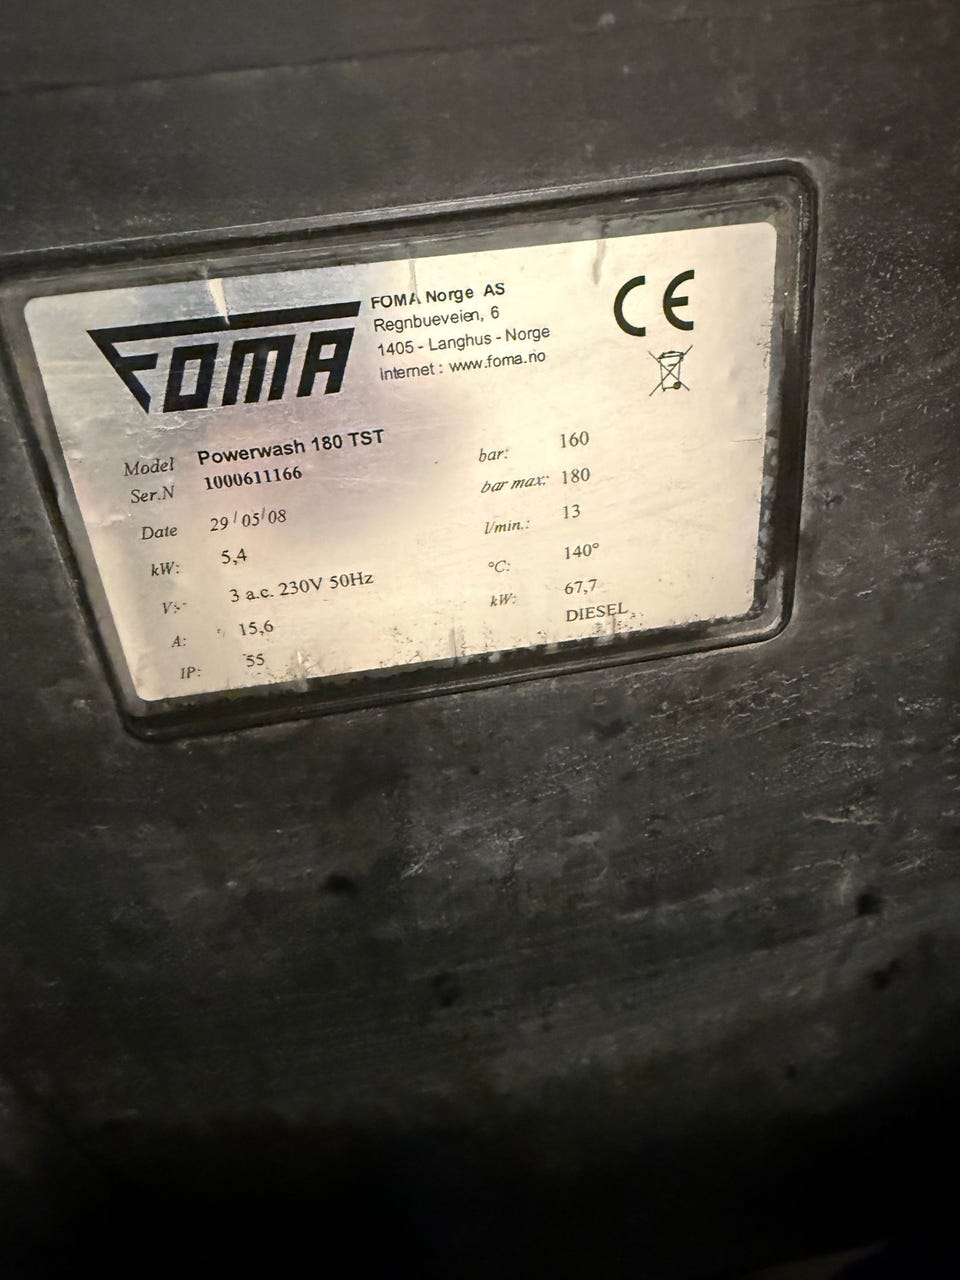 FOMA
FOMA Norge AS
Regnbueveien, 6
1405 - Langhus - Norge
Internet : www.foma.no
CE
Model Powerwash 180 TST
Ser.N 1000611166
Date 29/05/08
kW: 5,4
V:~ 3 a.c. 230V 50Hz
A: 15,6
IP: 55
bar: 160
bar max: 180
l/min.: 13
°C: 140°
kW: 67,7
DIESEL